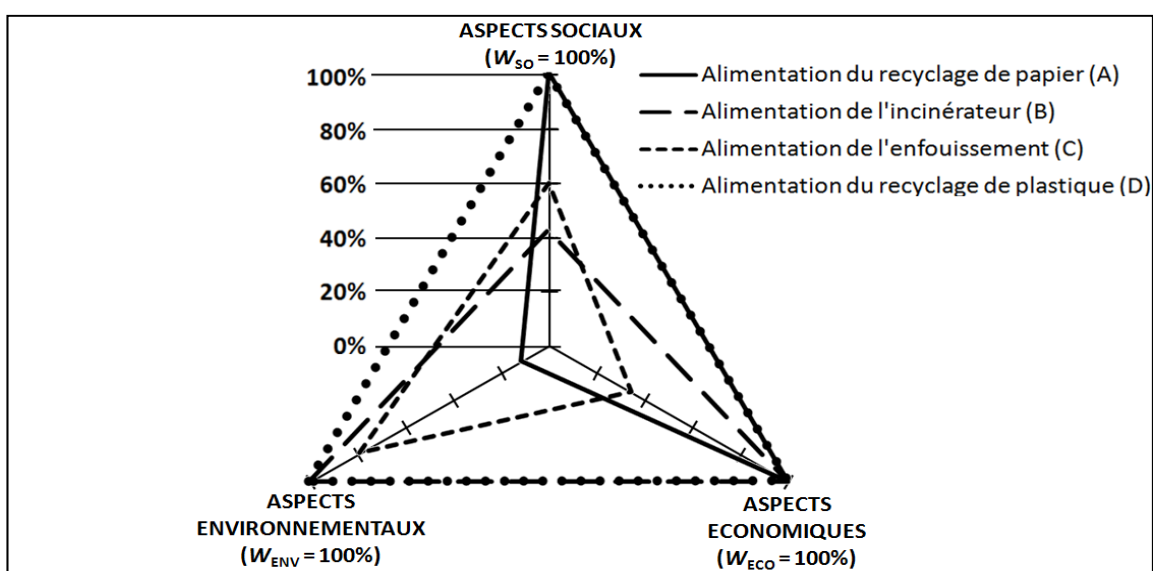 ASPECTS SOCIAUX
(WSO = 100%)
100%
80%
60%
40%
20%
0%
Alimentation du recyclage de papier (A)
Alimentation de l'incinérateur (B)
Alimentation de l'enfouissement (C)
Alimentation du recyclage de plastique (D)
ASPECTS
ENVIRONNEMENTAUX
(WENV = 100%)
ASPECTS
ECONOMIQUES
(WECO = 100%)